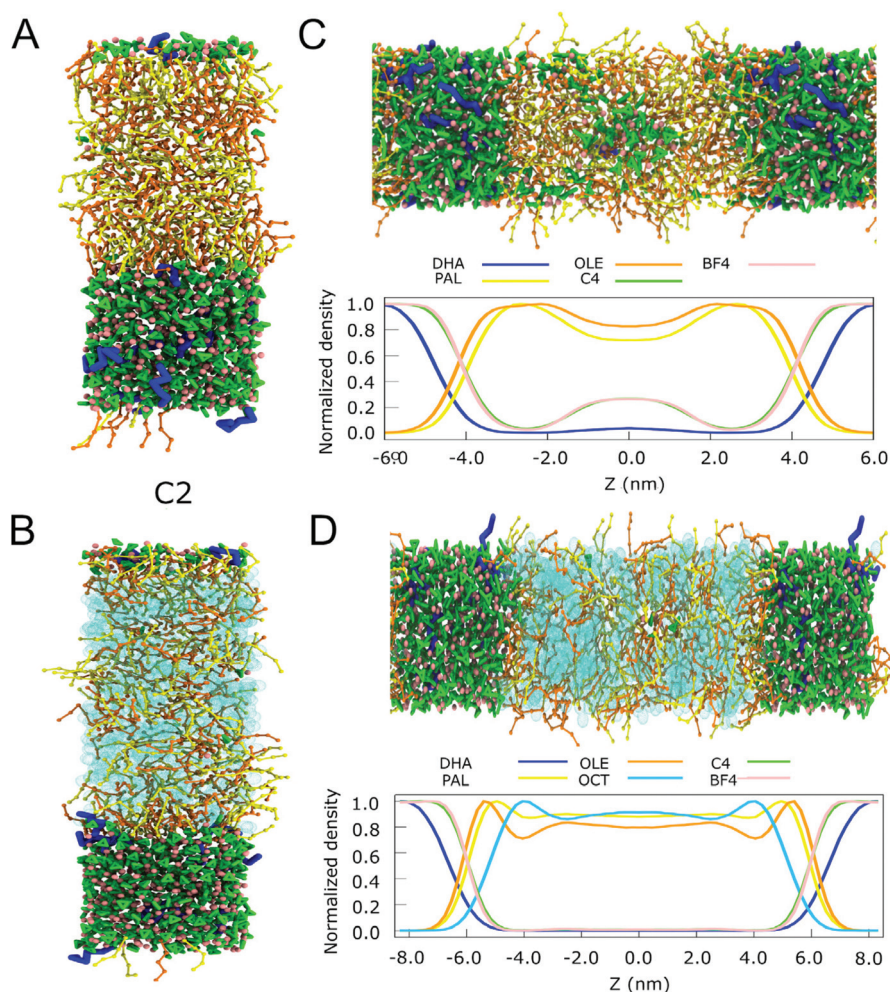 A
C
DHA OLE BF4
PAL C4
Normalized density
1.0
0.8
0.6
0.4
0.2
0.0
-6.0 -4.0 -2.0 0.0 2.0 4.0 6.0
Z (nm)
C2
B
D
DHA OLE C4
PAL OCT BF4
Normalized density
1.0
0.8
0.6
0.4
0.2
0.0
-8.0 -6.0 -4.0 -2.0 0.0 2.0 4.0 6.0 8.0
Z (nm)